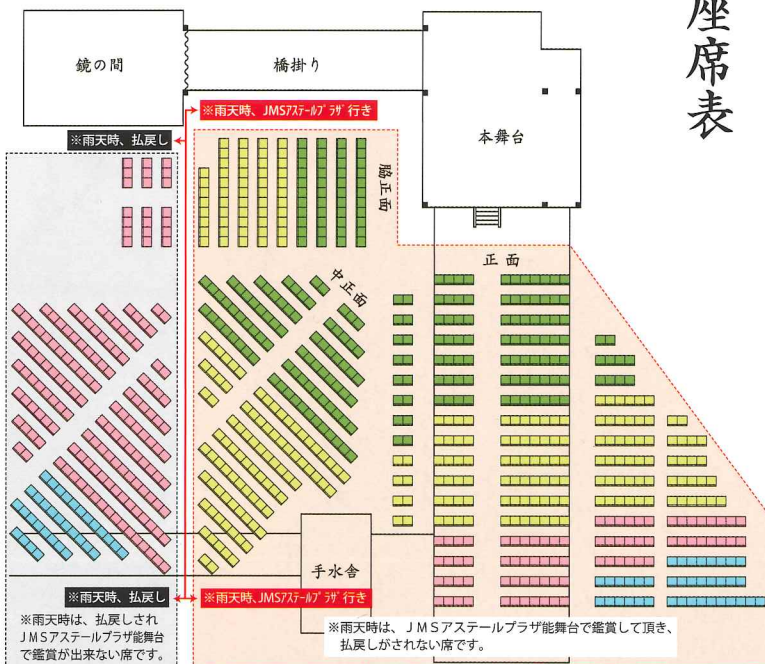 座席表
鏡の間
橋掛り
本舞台
※雨天時、JMSアステールプラザ行き
※雨天時、払戻し
脇正面
正面
中正面
手水舎
※雨天時、払戻し
※雨天時、JMSアステールプラザ行き
※雨天時は、払戻しされ
JMSアステールプラザ能舞台
で鑑賞が出来ない席です。
※雨天時は、JMSアステールプラザ能舞台で鑑賞して頂き、
払戻しがされない席です。